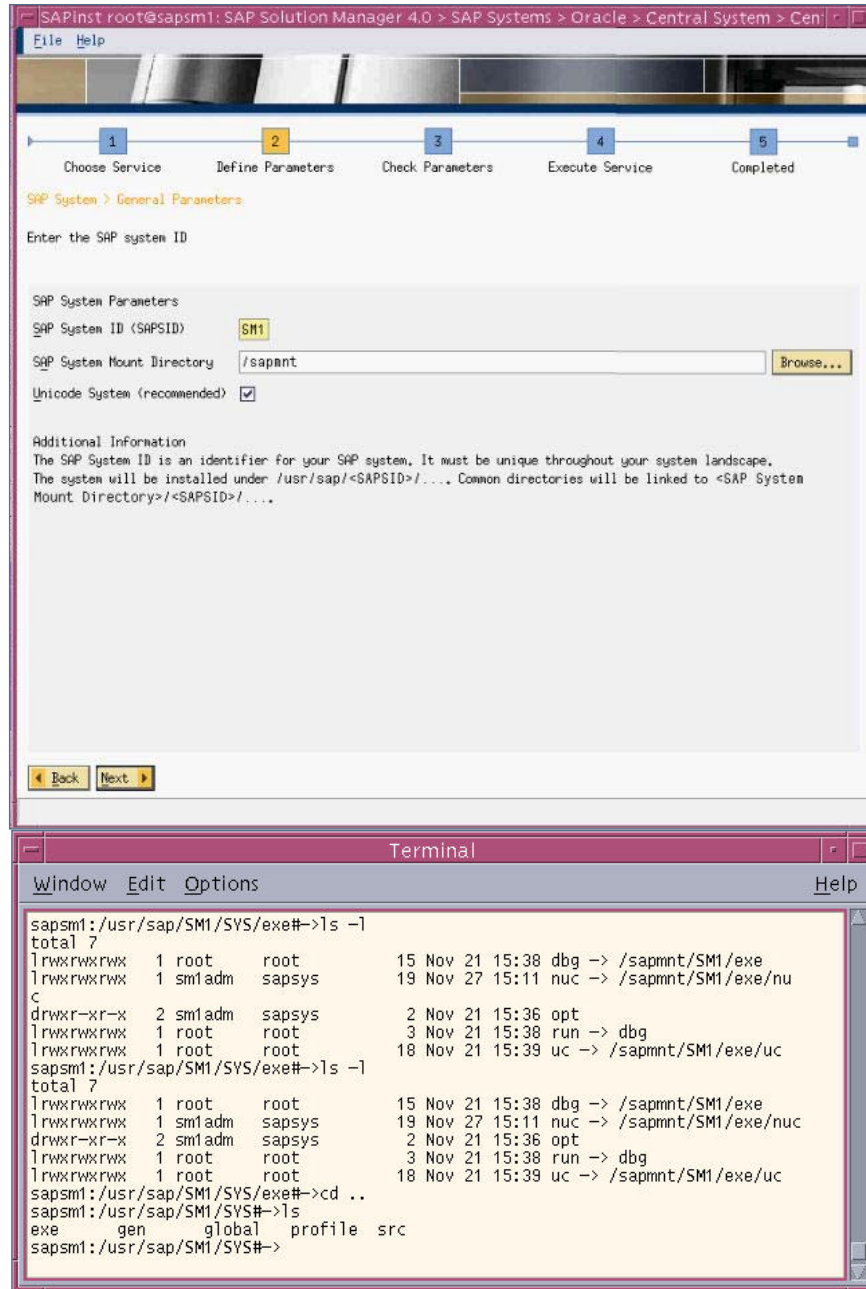 SAPinst root@sapsm1: SAP Solution Manager 4.0 > SAP Systems > Oracle > Central System > Cen
File Help
1 2 3 4 5
Choose Service Define Parameters Check Parameters Execute Service Completed
SAP System > General Parameters
Enter the SAP system ID
SAP System Parameters
SAP System ID (SAPSID) SM1
SAP System Mount Directory /sapmnt Browse...
Unicode System (recommended)
Additional Information
The SAP System ID is an identifier for your SAP system. It must be unique throughout your system landscape.
The system will be installed under /usr/sap/<SAPSID>/.... Common directories will be linked to <SAP System
Mount Directory>/<SAPSID>/....
Back Next
Terminal
Window Edit Options Help
sapsm1:/usr/sap/SM1/SYS/exe#->ls -l
total 7
lrwxrwxrwx 1 root root 15 Nov 21 15:38 dbg -> /sapmnt/SM1/exe
lrwxrwxrwx 1 sm1adm sapsys 19 Nov 27 15:11 nuc -> /sapmnt/SM1/exe/nu
c
drwxr-xr-x 2 sm1adm sapsys 2 Nov 21 15:36 opt
lrwxrwxrwx 1 root root 3 Nov 21 15:38 run -> dbg
lrwxrwxrwx 1 root root 18 Nov 21 15:39 uc -> /sapmnt/SM1/exe/uc
sapsm1:/usr/sap/SM1/SYS/exe#->ls -l
total 7
lrwxrwxrwx 1 root root 15 Nov 21 15:38 dbg -> /sapmnt/SM1/exe
lrwxrwxrwx 1 sm1adm sapsys 19 Nov 27 15:11 nuc -> /sapmnt/SM1/exe/nuc
drwxr-xr-x 2 sm1adm sapsys 2 Nov 21 15:36 opt
lrwxrwxrwx 1 root root 3 Nov 21 15:38 run -> dbg
lrwxrwxrwx 1 root root 18 Nov 21 15:39 uc -> /sapmnt/SM1/exe/uc
sapsm1:/usr/sap/SM1/SYS/exe#->cd ..
sapsm1:/usr/sap/SM1/SYS#->ls
exe gen global profile src
sapsm1:/usr/sap/SM1/SYS#->